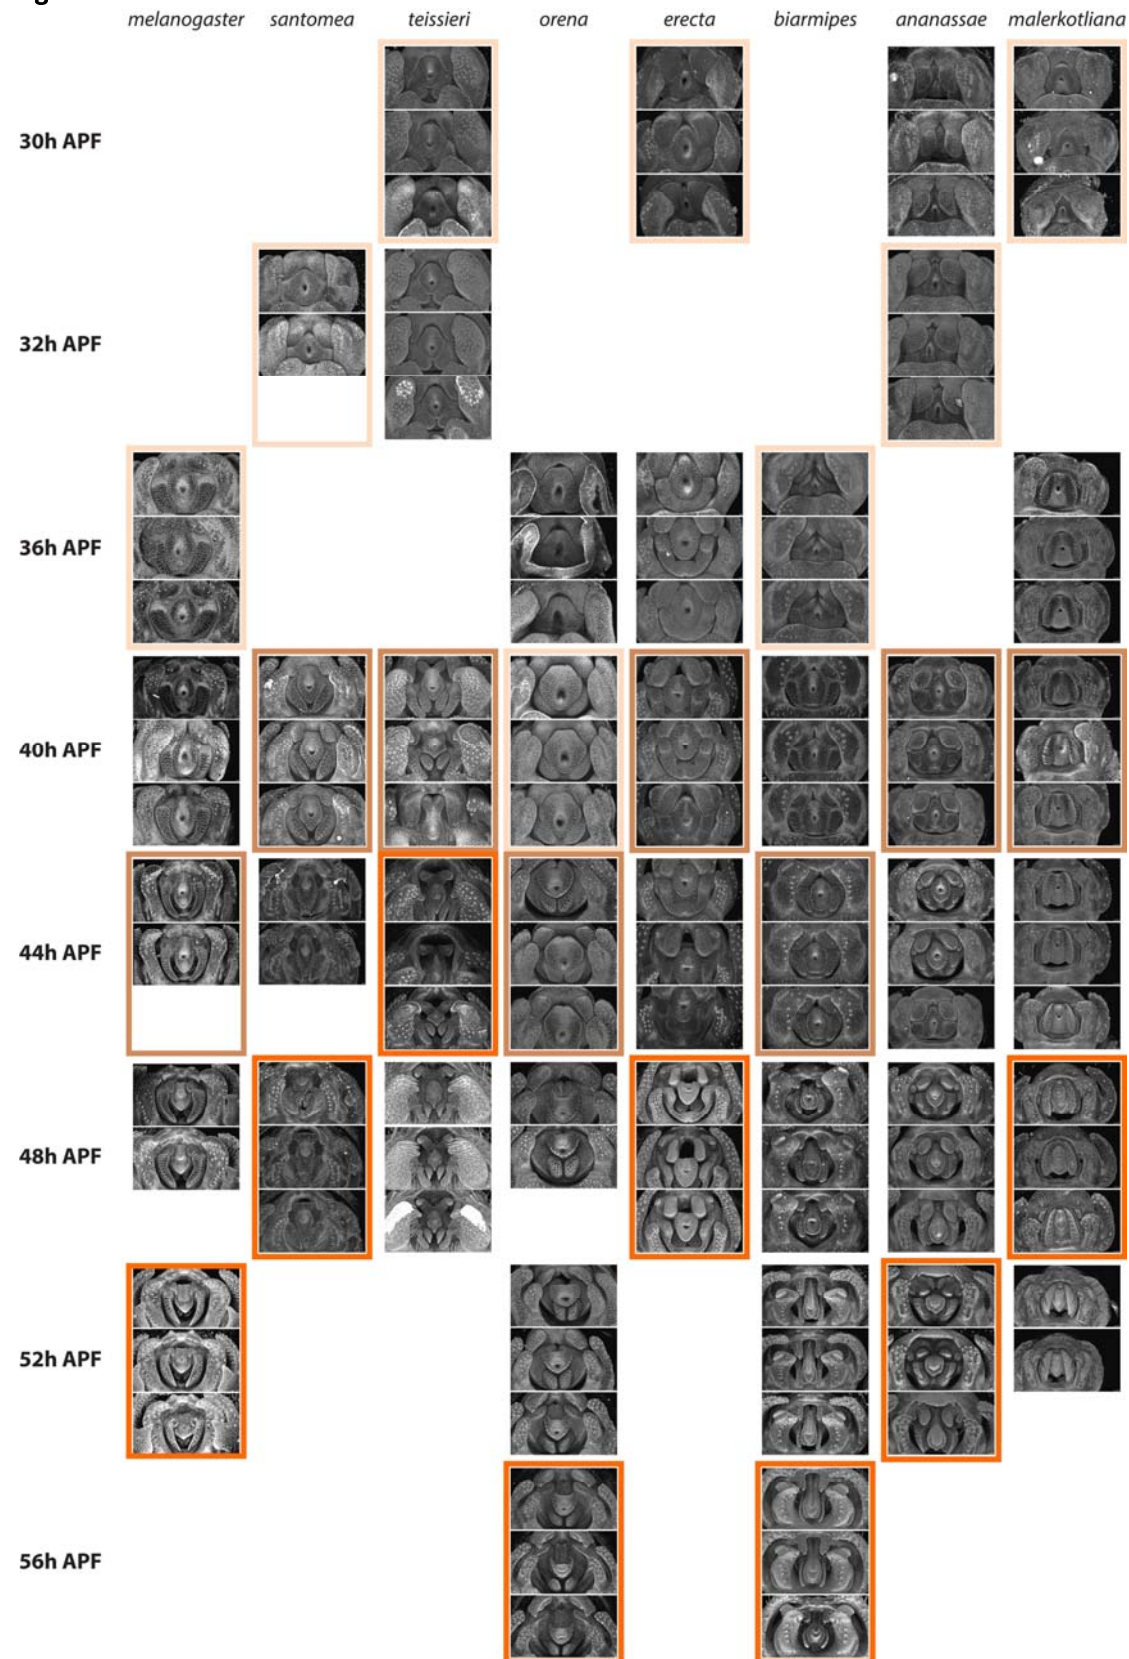 melanogaster santomea teissieri orena erecta biarmipes ananassae malerkotliana
30h APF
32h APF
36h APF
40h APF
44h APF
48h APF
52h APF
56h APF